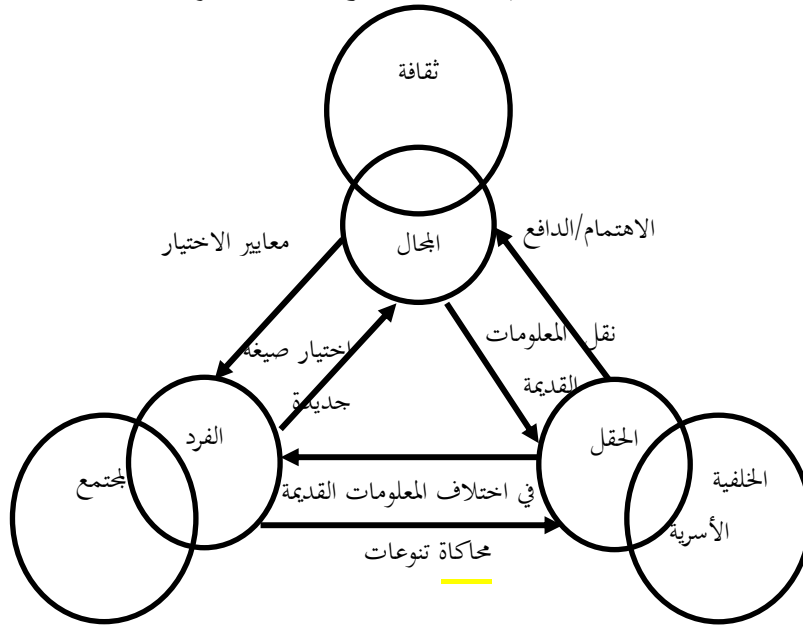 ثقافة
المجال
الاهتمام/الدافع
معايير الاختيار
نقل المعلومات
القديمة
اختيار صيغة
جديدة
الفرد
المجتمع
الحقل
الخلفية
الأسرية
في اختلاف المعلومات القديمة
محاكاة تنوعات